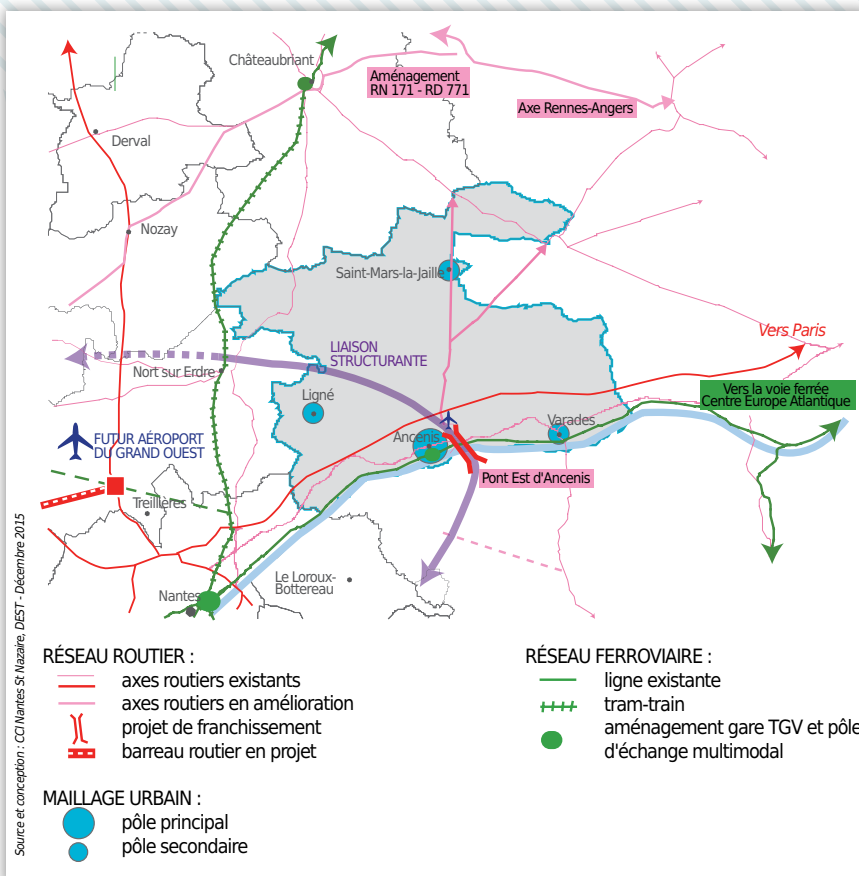 Châteaubriant
Aménagement
RN 171 - RD 771
Axe Rennes-Angers
Derval
Nozay
Saint-Mars-la-Jaille
Vers Paris
LIAISON
STRUCTURANTE
Nort sur Erdre
Vers la voie ferrée
Centre Europe Atlantique
Ligné
Varades
Ancenis
FUTUR AÉROPORT
DU GRAND OUEST
Pont Est d'Ancenis
Treillières
Le Loroux-
Bottereau
Nantes
Source et conception : CCI Nantes St Nazaire, DEST - Décembre 2015
RÉSEAU ROUTIER :
axes routiers existants
axes routiers en amélioration
projet de franchissement
barreau routier en projet
RÉSEAU FERROVIAIRE :
ligne existante
tram-train
aménagement gare TGV et pôle
d'échange multimodal
MAILLAGE URBAIN :
pôle principal
pôle secondaire